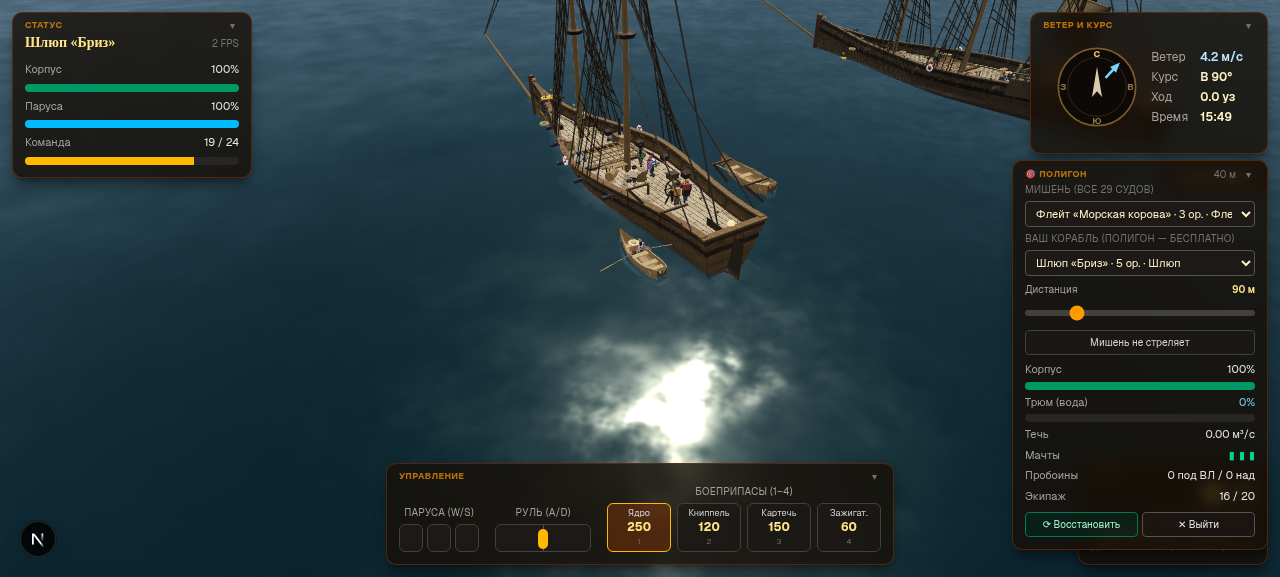 СТАТУС ▼
Шлюп «Бриз» 2 FPS
Корпус 100%
Паруса 100%
Команда 19 / 24
ВЕТЕР И КУРС ▼
С
З В
Ю
Ветер 4.2 м/с
Курс В 90°
Ход 0.0 уз
Время 15:49
🎯 ПОЛИГОН 40 м ▼
МИШЕНЬ (ВСЕ 29 СУДОВ)
Флейт «Морская корова» · 3 ор. · Фле
ВАШ КОРАБЛЬ (ПОЛИГОН — БЕСПЛАТНО)
Шлюп «Бриз» · 5 ор. · Шлюп
Дистанция 90 м
Мишень не стреляет
Корпус 100%
Трюм (вода) 0%
Течь 0.00 м³/с
Мачты ▮ ▮ ▮
Пробоины 0 под ВЛ / 0 над
Экипаж 16 / 20
⟳ Восстановить ✕ Выйти
УПРАВЛЕНИЕ ▼
БОЕПРИПАСЫ (1–4)
ПАРУСА (W/S) РУЛЬ (A/D)
Ядро Книппель Картечь Зажигат.
250 120 150 60
1 2 3 4
N